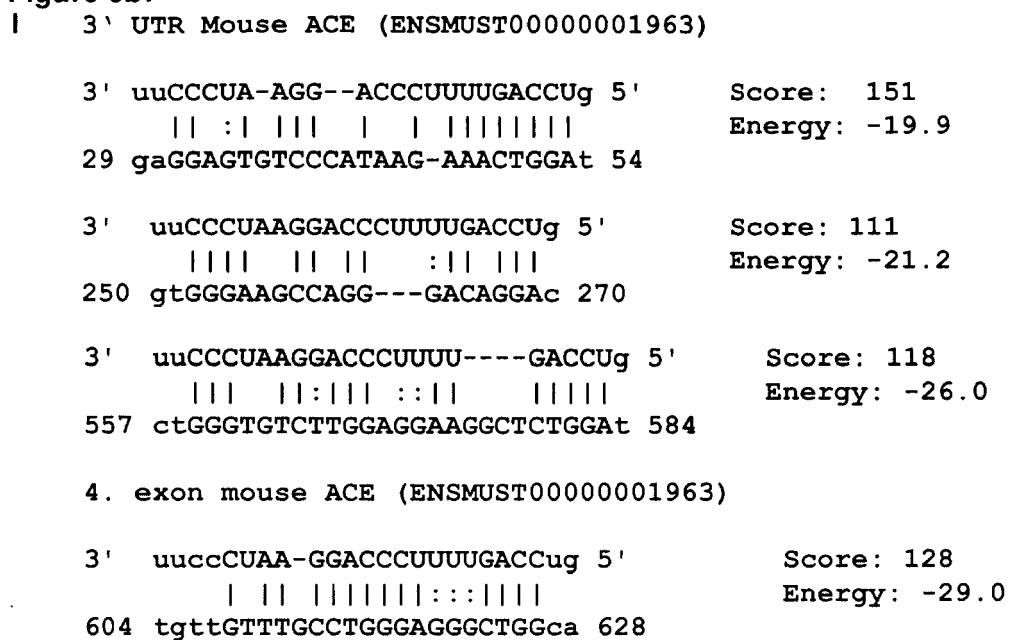 I 3' UTR Mouse ACE (ENSMUST00000001963)
3' uuCCCUA-AGG--ACCCUUUUGACCUg 5' Score: 151
|| :| ||| | | |||||||| Energy: -19.9
29 gaGGAGTGTCCCATAAG-AAACTGGAt 54
3' uuCCCUAAGGACCCUUUUGACCUg 5' Score: 111
|||| || || :|| ||| Energy: -21.2
250 gtGGGAAGCCAGG---GACAGGAc 270
3' uuCCCUAAGGACCCUUUU----GACCUg 5' Score: 118
||| ||:||| ::|| ||||| Energy: -26.0
557 ctGGGTGTCTTGGAGGAAGGCTCTGGAt 584
4. exon mouse ACE (ENSMUST00000001963)
3' uuccCUAA-GGACCCUUUUGACCug 5' Score: 128
| || |||||||:::|||| Energy: -29.0
604 tgttGTTTGCCTGGGAGGGCTGGca 628